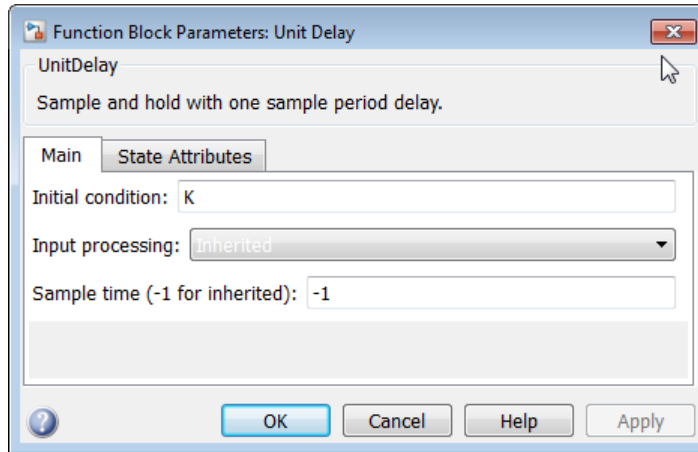 Function Block Parameters: Unit Delay
UnitDelay
Sample and hold with one sample period delay.
Main State Attributes
Initial condition: K
Input processing: Inherited
Sample time (-1 for inherited): -1
OK Cancel Help Apply